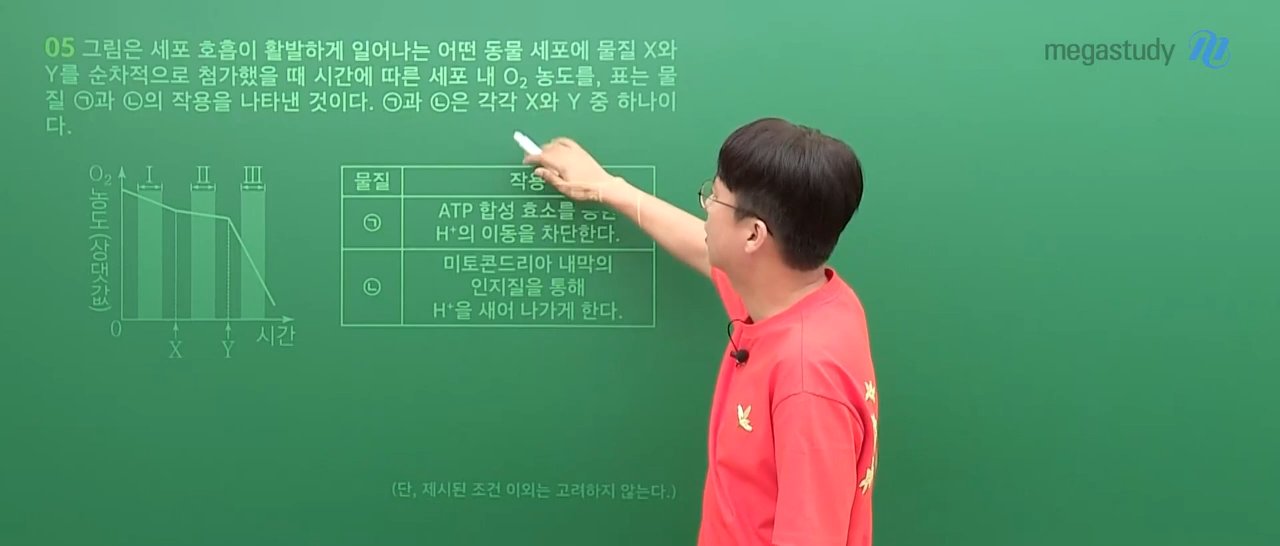 05 그림은 세포 호흡이 활발하게 일어나는 어떤 동물 세포에 물질 X와
Y를 순차적으로 첨가했을 때 시간에 따른 세포 내 O₂ 농도를, 표는 물
질 ㉠과 ㉡의 작용을 나타낸 것이다. ㉠과 ㉡은 각각 X와 Y 중 하나이
다.
megastudy
O₂ 농도(상댓값)
I II III
0
X Y
시간
물질 작용
㉠
ATP 합성 효소를 통한
H⁺의 이동을 차단한다.
㉡
미토콘드리아 내막의
인지질을 통해
H⁺을 새어 나가게 한다.
(단, 제시된 조건 이외는 고려하지 않는다.)